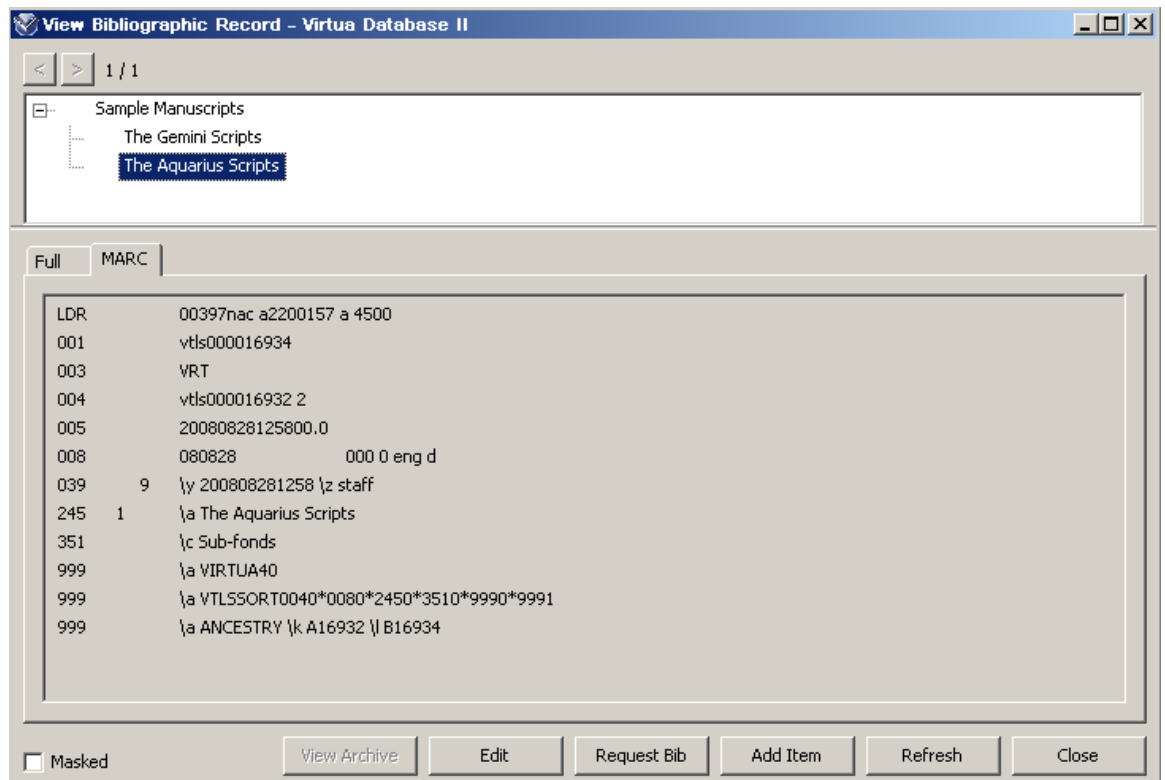 View Bibliographic Record - Virtua Database II
< > 1 / 1
Sample Manuscripts
The Gemini Scripts
The Aquarius Scripts
Full MARC
LDR 00397nac a2200157 a 4500
001 vtls000016934
003 VRT
004 vtls000016932 2
005 20080828125800.0
008 080828 000 0 eng d
039 9 \y 200808281258 \z staff
245 1 \a The Aquarius Scripts
351 \c Sub-fonds
999 \a VIRTUA40
999 \a VTLSSORT0040*0080*2450*3510*9990*9991
999 \a ANCESTRY \k A16932 \l B16934
Masked View Archive Edit Request Bib Add Item Refresh Close